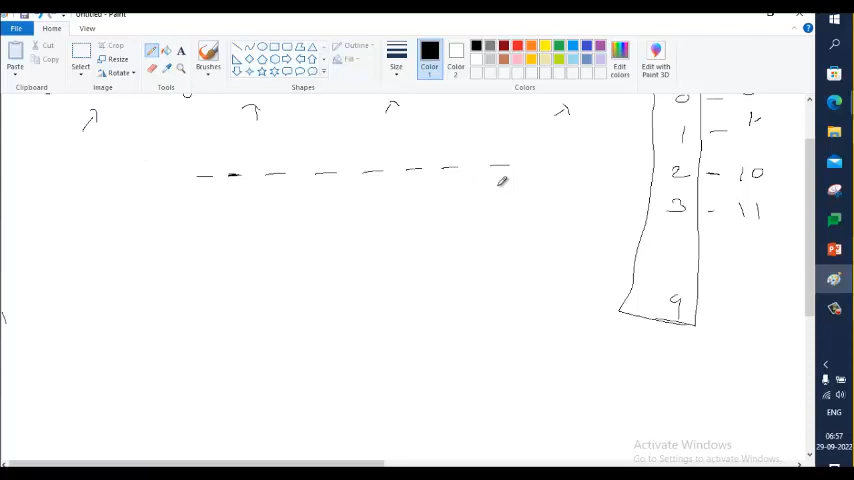 Untitled - Paint
File Home View
Paste Cut Copy Clipboard
Select Crop Resize Rotate Image
Tools
Brushes
Outline Fill Shapes
Size
Color 1 Color 2 Edit colors Edit with Paint 3D Colors
0 –
1 –
2 – 10
3 - 11
9
Activate Windows
Go to Settings to activate Windows.
ENG
06:57
29-09-2022